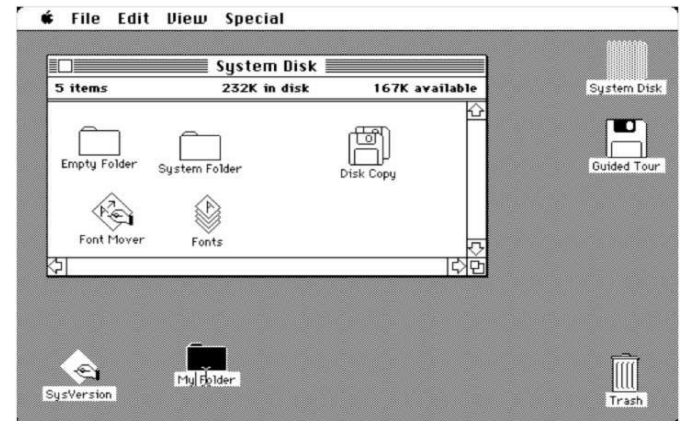 File Edit View Special
System Disk
5 items 232K in disk 167K available
Empty Folder System Folder Disk Copy
Font Mover Fonts
System Disk
Guided Tour
SysVersion My Folder Trash